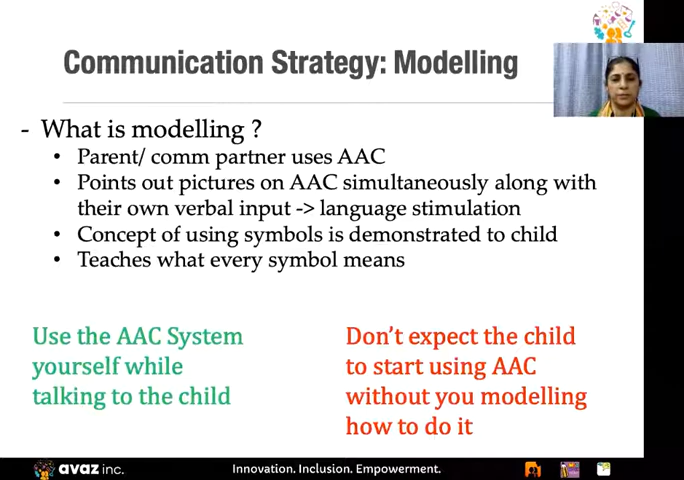 Communication Strategy: Modelling
- What is modelling ?
• Parent/ comm partner uses AAC
• Points out pictures on AAC simultaneously along with
their own verbal input -> language stimulation
• Concept of using symbols is demonstrated to child
• Teaches what every symbol means
Use the AAC System
yourself while
talking to the child
Don't expect the child
to start using AAC
without you modelling
how to do it
avaz inc.
Innovation. Inclusion. Empowerment.